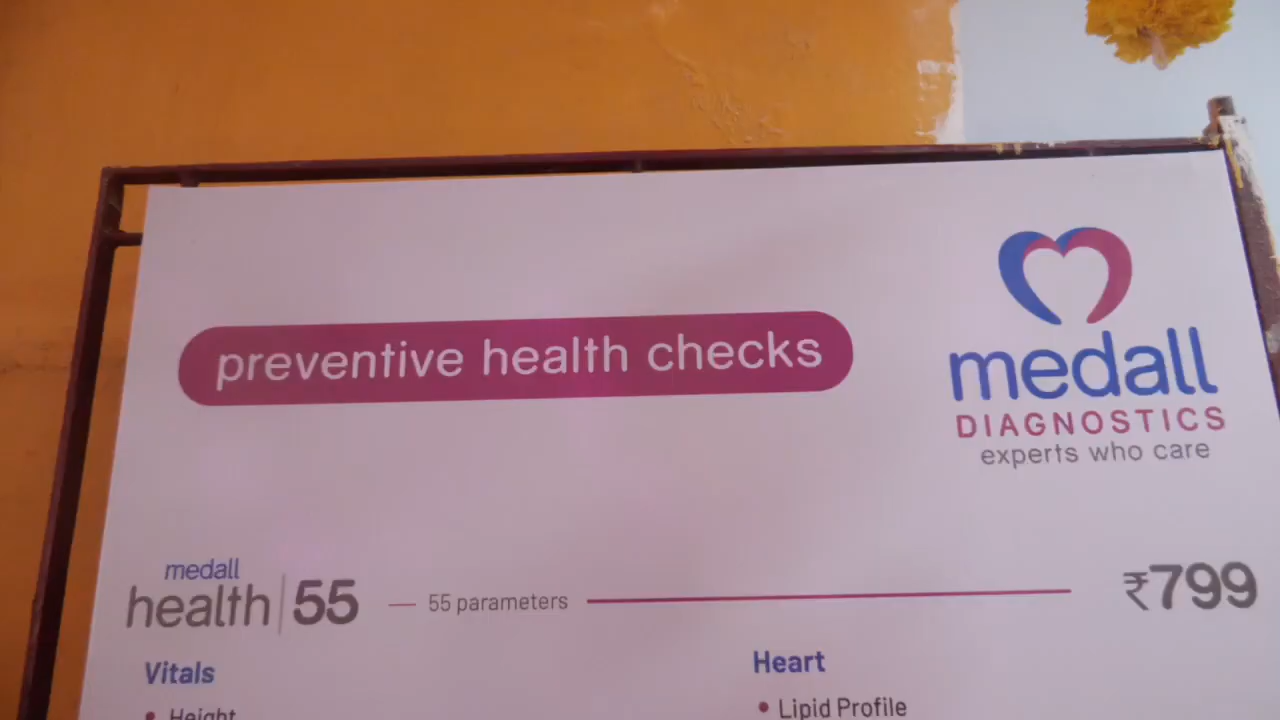 preventive health checks
medall
DIAGNOSTICS
experts who care
medall
health | 55
55 parameters
₹799
Vitals
• Height
Heart
• Lipid Profile